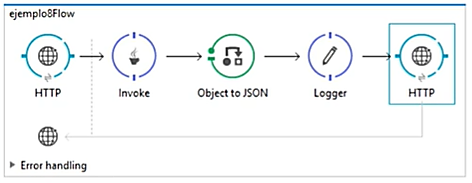 ejemplo8Flow
HTTP
Invoke
Object to JSON
Logger
HTTP
Error handling